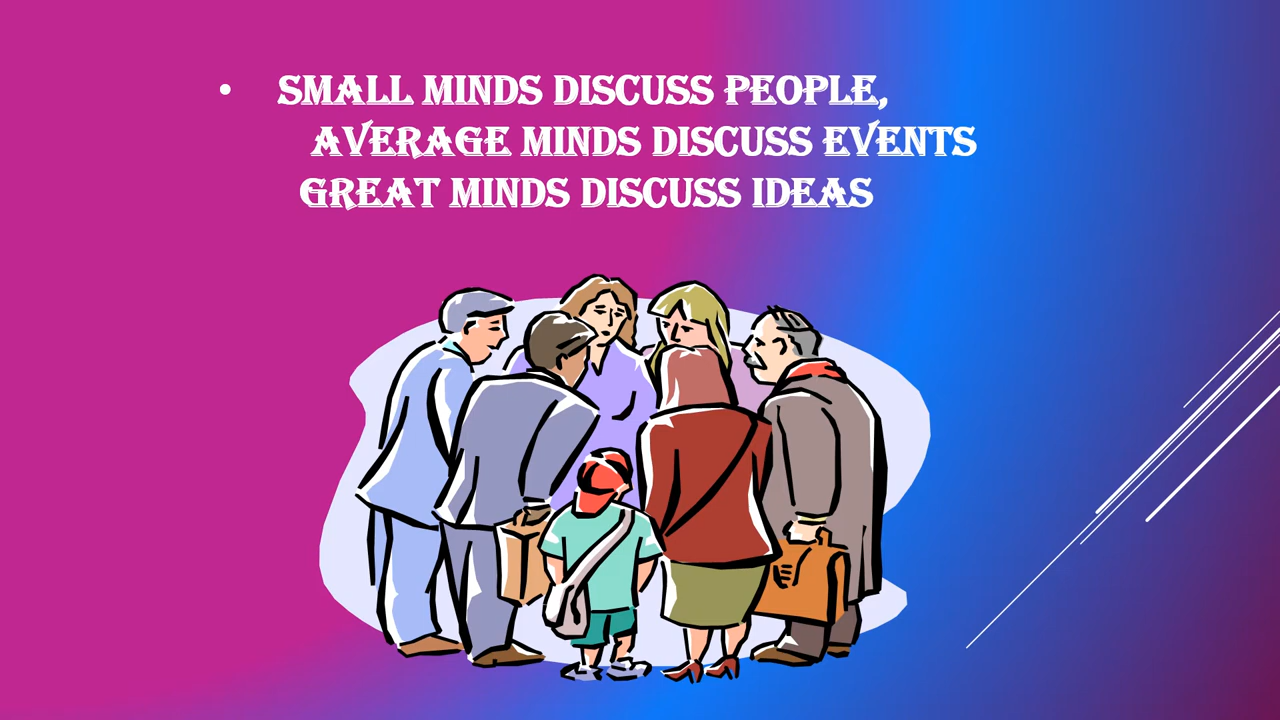 • SMALL MINDS DISCUSS PEOPLE,
AVERAGE MINDS DISCUSS EVENTS
GREAT MINDS DISCUSS IDEAS